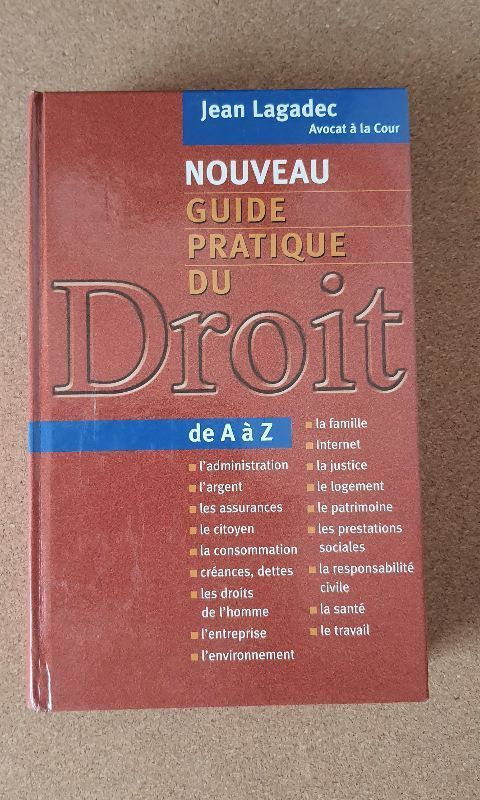 Jean Lagadec
Avocat à la Cour
NOUVEAU
GUIDE
PRATIQUE
DU
Droit
de A à Z
l'administration
l'argent
les assurances
le citoyen
la consommation
créances, dettes
les droits
de l'homme
l'entreprise
l'environnement
la famille
Internet
la justice
le logement
le patrimoine
les prestations
sociales
la responsabilité
civile
la santé
le travail